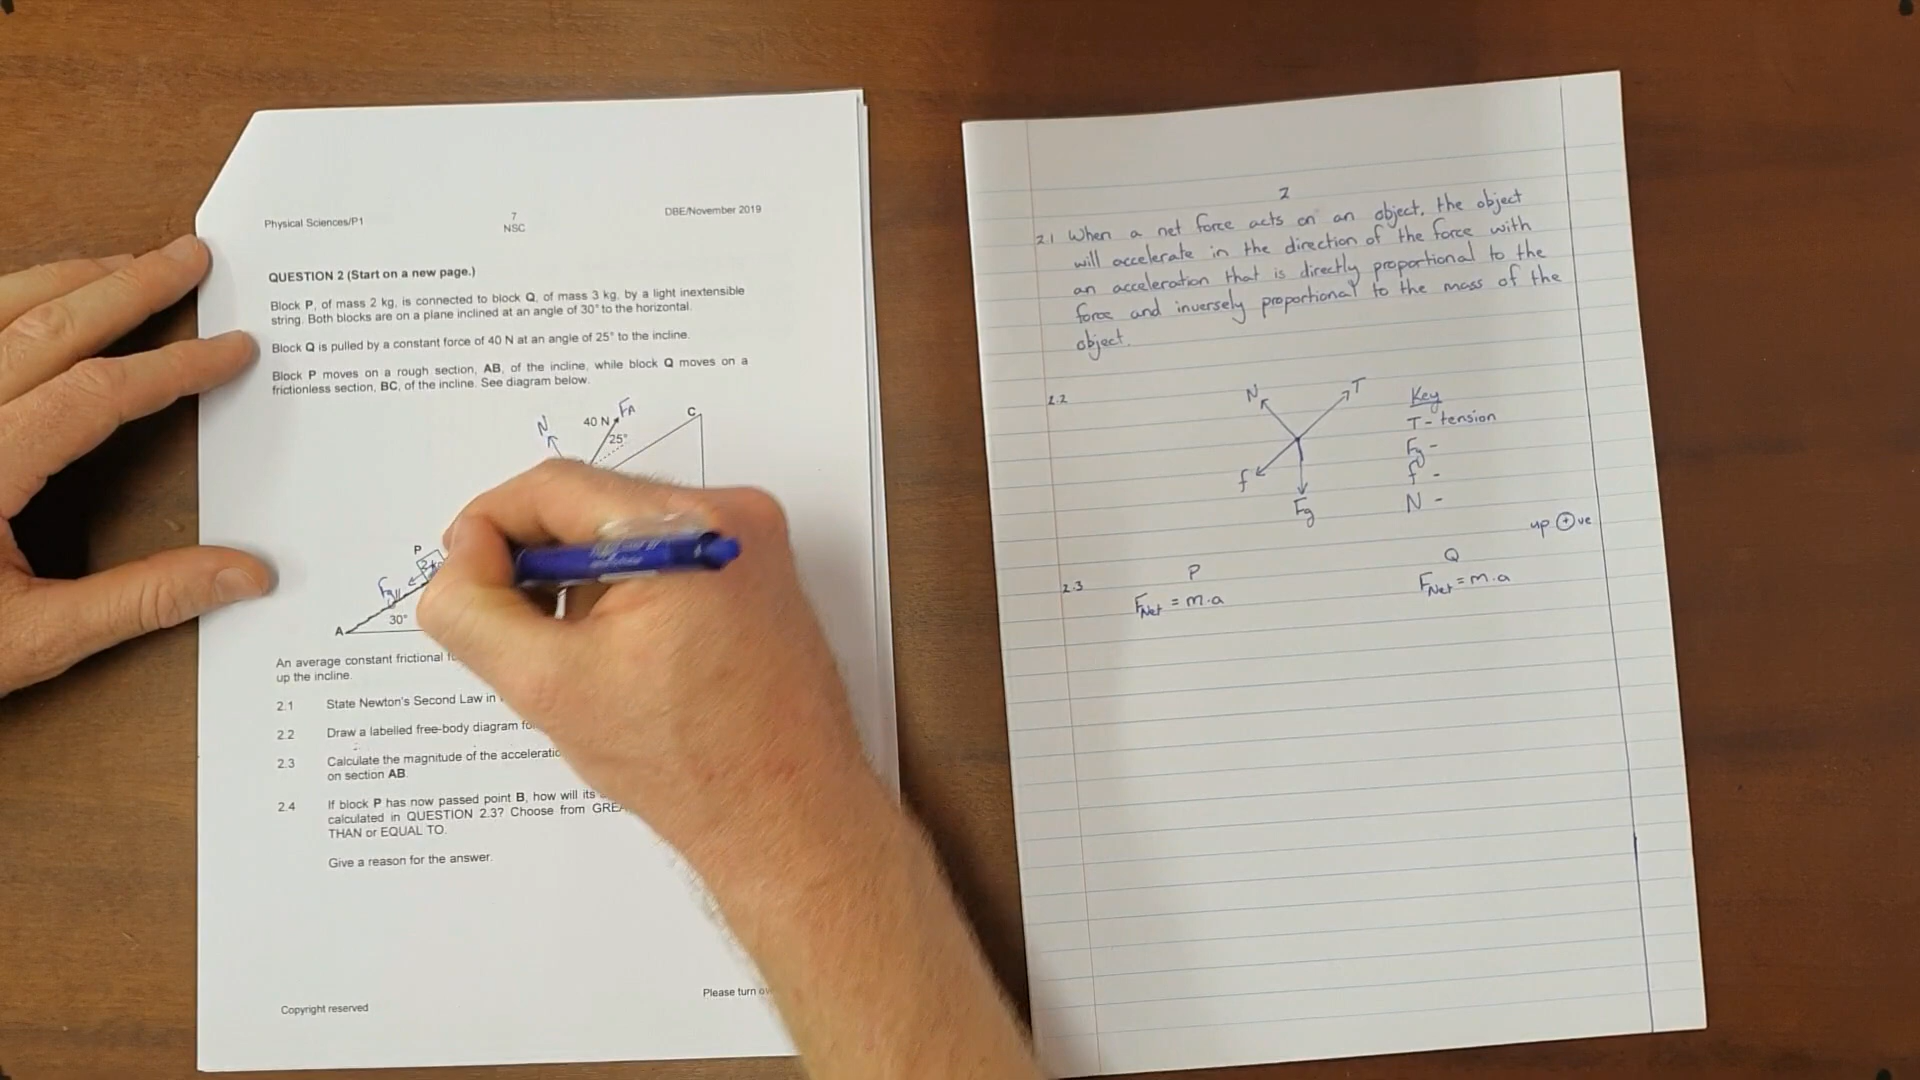 Physical Sciences/P1
7
NSC
DBE/November 2019
QUESTION 2 (Start on a new page.)
Block P, of mass 2 kg, is connected to block Q, of mass 3 kg, by a light inextensible
string. Both blocks are on a plane inclined at an angle of 30° to the horizontal.
Block Q is pulled by a constant force of 40 N at an angle of 25° to the incline.
Block P moves on a rough section, AB, of the incline, while block Q moves on a
frictionless section, BC, of the incline. See diagram below.
N
40 N
FA
25°
C
P
Fg||
30°
A
An average constant frictional
up the incline.
2.1 State Newton's Second Law in
2.2 Draw a labelled free-body diagram
2.3 Calculate the magnitude of the
on section AB.
2.4 If block P has now passed point B, how will its
calculated in QUESTION 2.3? Choose from
THAN or EQUAL TO.
Give a reason for the answer.
Please turn
Copyright reserved
2
2.1 When a net force acts on an object, the object
will accelerate in the direction of the force with
an acceleration that is directly proportional to the
force and inversely proportional to the mass of the
object.
2.2
N
T
f
Fg
Key
T - tension
Fg -
f -
N -
up ⊕ve
2.3
P
FNet = m.a
Q
FNet = m.a